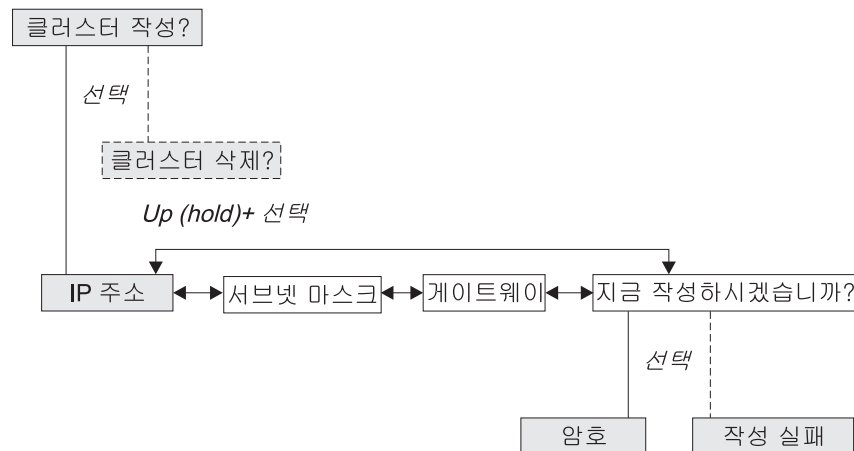 클러스터 작성?
선택
클러스터 삭제?
Up (hold)+ 선택
IP 주소
서브넷 마스크
게이트웨이
지금 작성하시겠습니까?
선택
암호
작성 실패